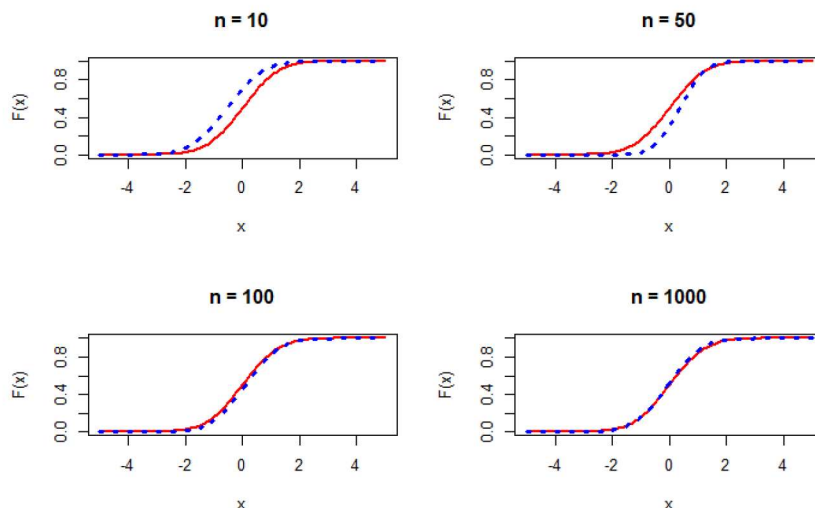 n = 10
F(x)
0.0 0.4 0.8
-4 -2 0 2 4
x
n = 50
F(x)
0.0 0.4 0.8
-4 -2 0 2 4
x
n = 100
F(x)
0.0 0.4 0.8
-4 -2 0 2 4
x
n = 1000
F(x)
0.0 0.4 0.8
-4 -2 0 2 4
x